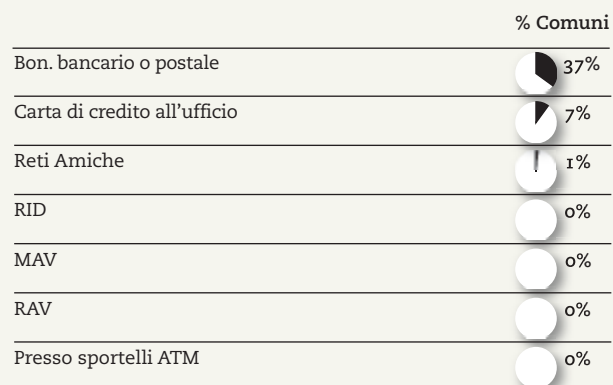 % Comuni
Bon. bancario o postale 37%
Carta di credito all'ufficio 7%
Reti Amiche 1%
RID 0%
MAV 0%
RAV 0%
Presso sportelli ATM 0%